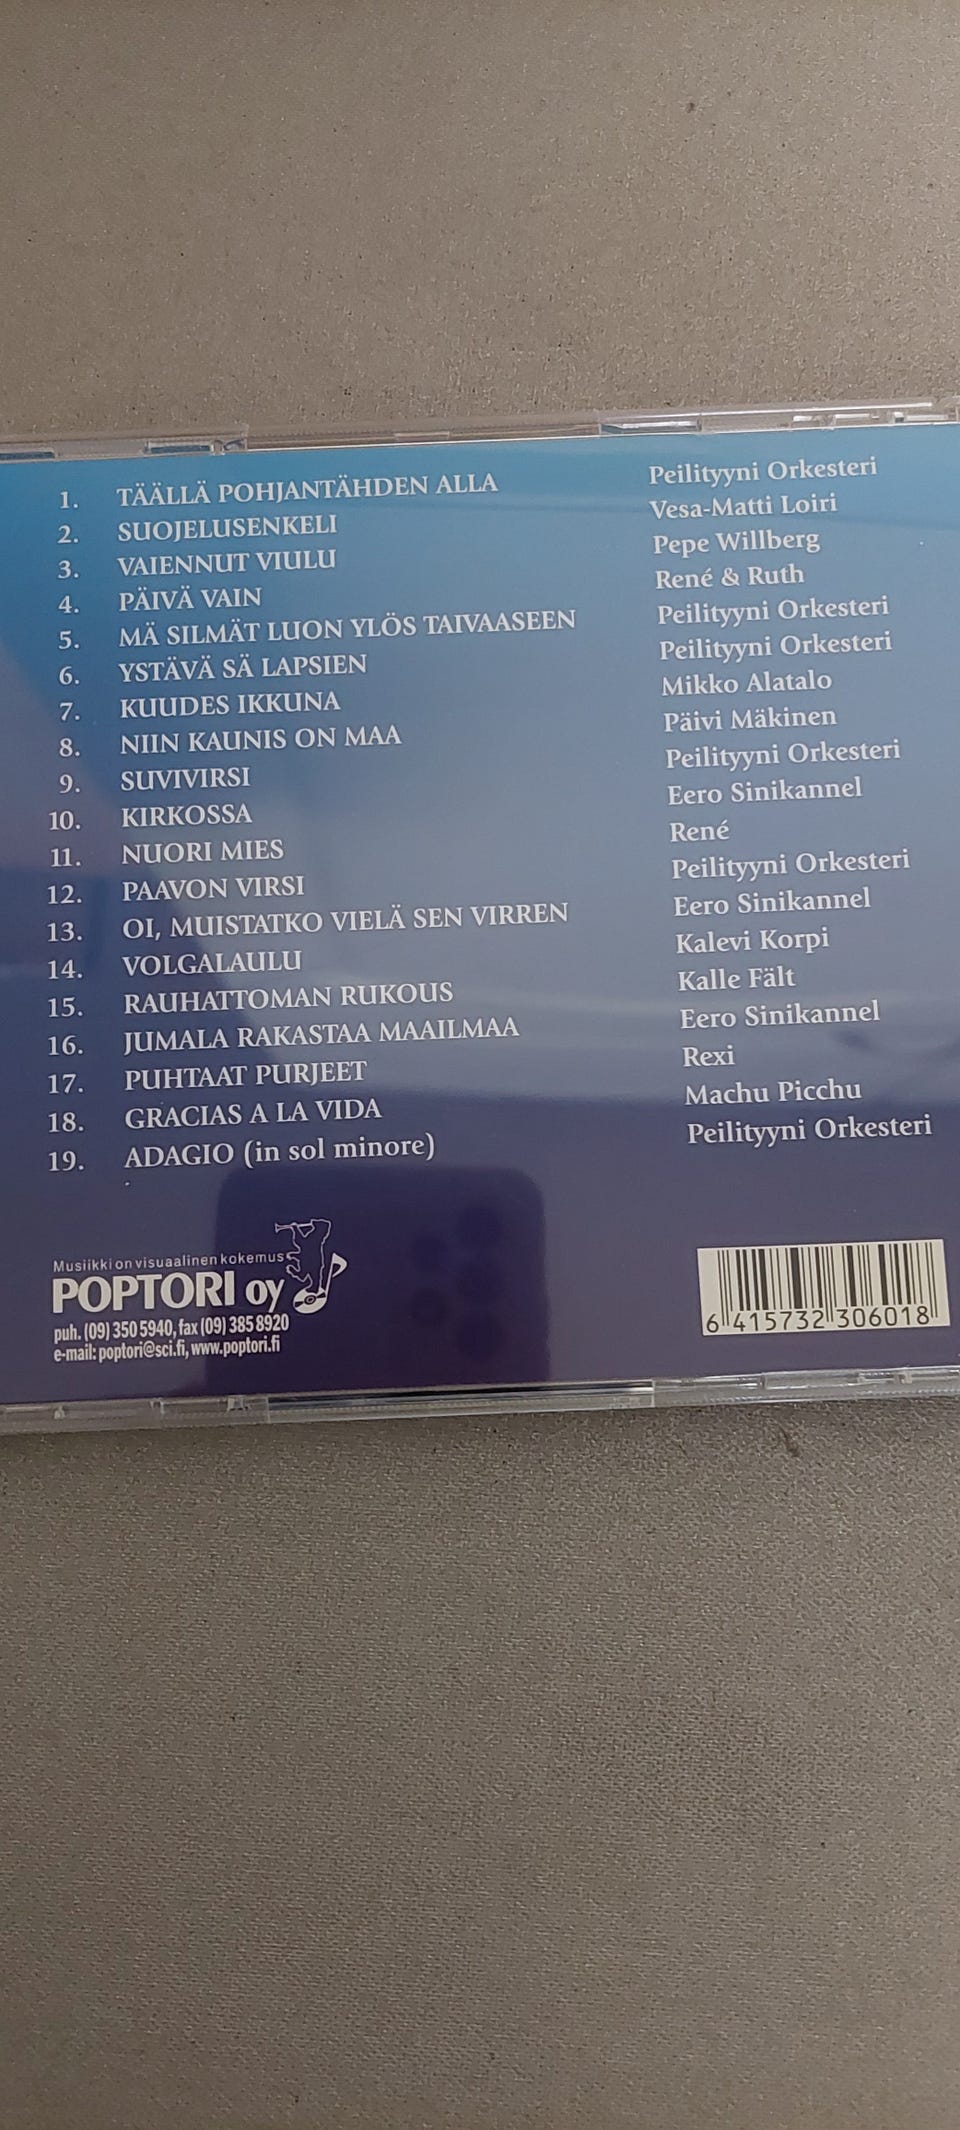 1. TÄÄLLÄ POHJANTÄHDEN ALLA Peilityyni Orkesteri
2. SUOJELUSENKELI Vesa-Matti Loiri
3. VAIENNUT VIULU Pepe Willberg
4. PÄIVÄ VAIN René & Ruth
5. MÄ SILMÄT LUON YLÖS TAIVAASEEN Peilityyni Orkesteri
6. YSTÄVÄ SÄ LAPSIEN Peilityyni Orkesteri
7. KUUDES IKKUNA Mikko Alatalo
8. NIIN KAUNIS ON MAA Päivi Mäkinen
9. SUVIVIRSI Peilityyni Orkesteri
10. KIRKOSSA Eero Sinikannel
11. NUORI MIES René
12. PAAVON VIRSI Peilityyni Orkesteri
13. OI, MUISTATKO VIELÄ SEN VIRREN Eero Sinikannel
14. VOLGALAULU Kalevi Korpi
15. RAUHATTOMAN RUKOUS Kalle Fält
16. JUMALA RAKASTAA MAAILMAA Eero Sinikannel
17. PUHTAAT PURJEET Rexi
18. GRACIAS A LA VIDA Machu Picchu
19. ADAGIO (in sol minore) Peilityyni Orkesteri
Musiikki on visuaalinen kokemus
POPTORI oy
puh. (09) 350 5940, fax (09) 385 8920
e-mail: poptori@sci.fi, www.poptori.fi
6 415732 306018